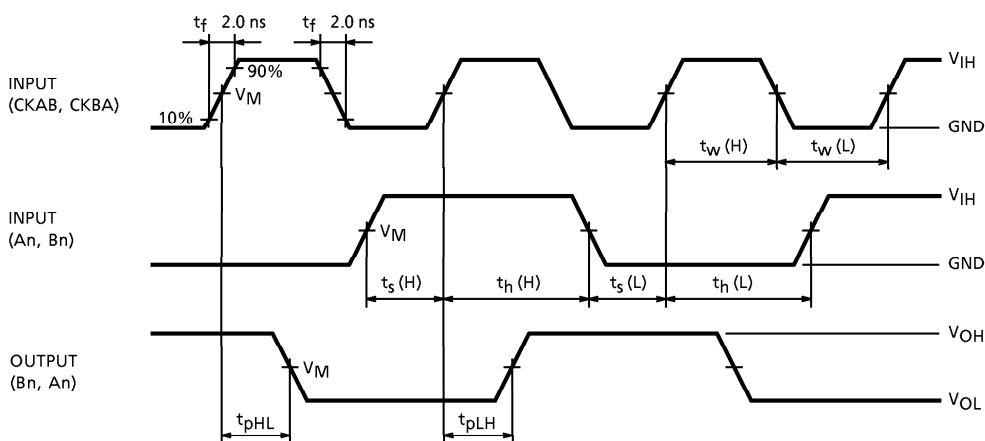 tf 2.0 ns tf 2.0 ns
INPUT
(CKAB, CKBA)
90%
VM
10%
VIH
GND
tw (H) tw (L)
INPUT
(An, Bn)
VM
VIH
GND
ts (H) th (H) ts (L) th (L)
OUTPUT
(Bn, An)
VM
VOH
VOL
tpHL tpLH